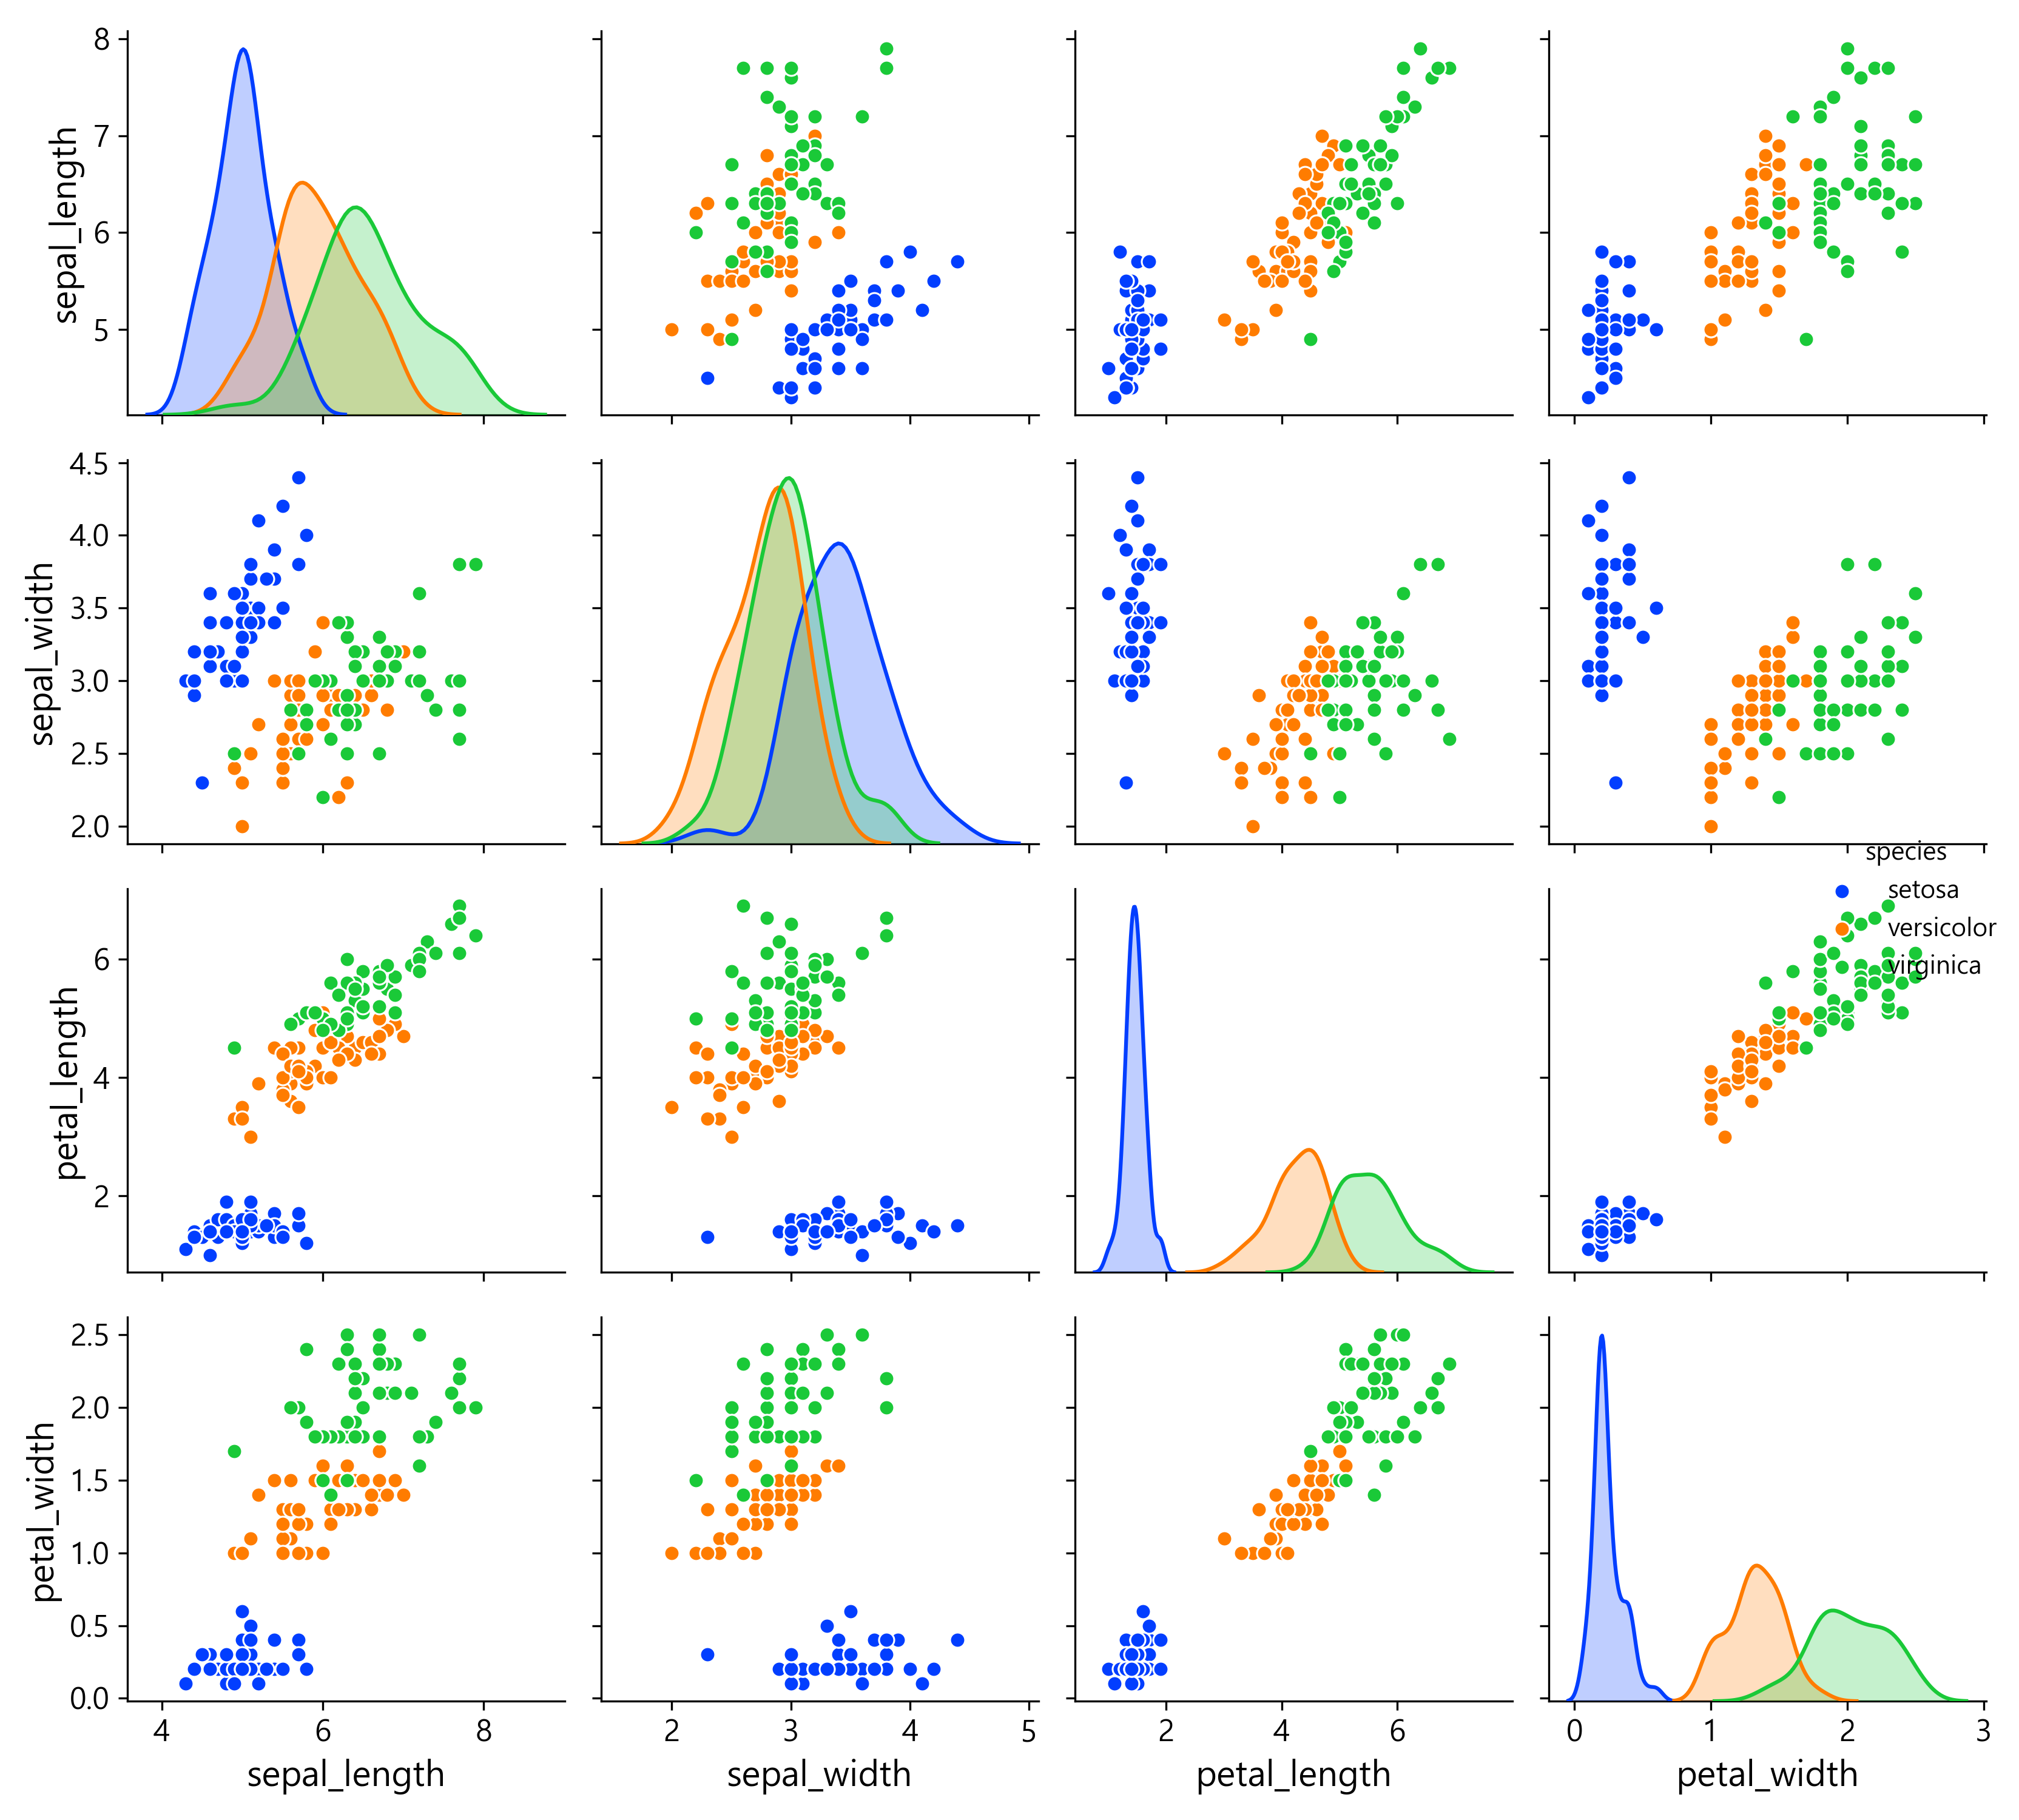 8
7
6
5
sepal_length
4.5
4.0
3.5
3.0
2.5
2.0
sepal_width
species
setosa
versicolor
virginica
6
4
2
petal_length
2.5
2.0
1.5
1.0
0.5
0.0
petal_width
4 6 8
2 3 4 5
2 4 6
0 1 2 3
sepal_length
sepal_width
petal_length
petal_width